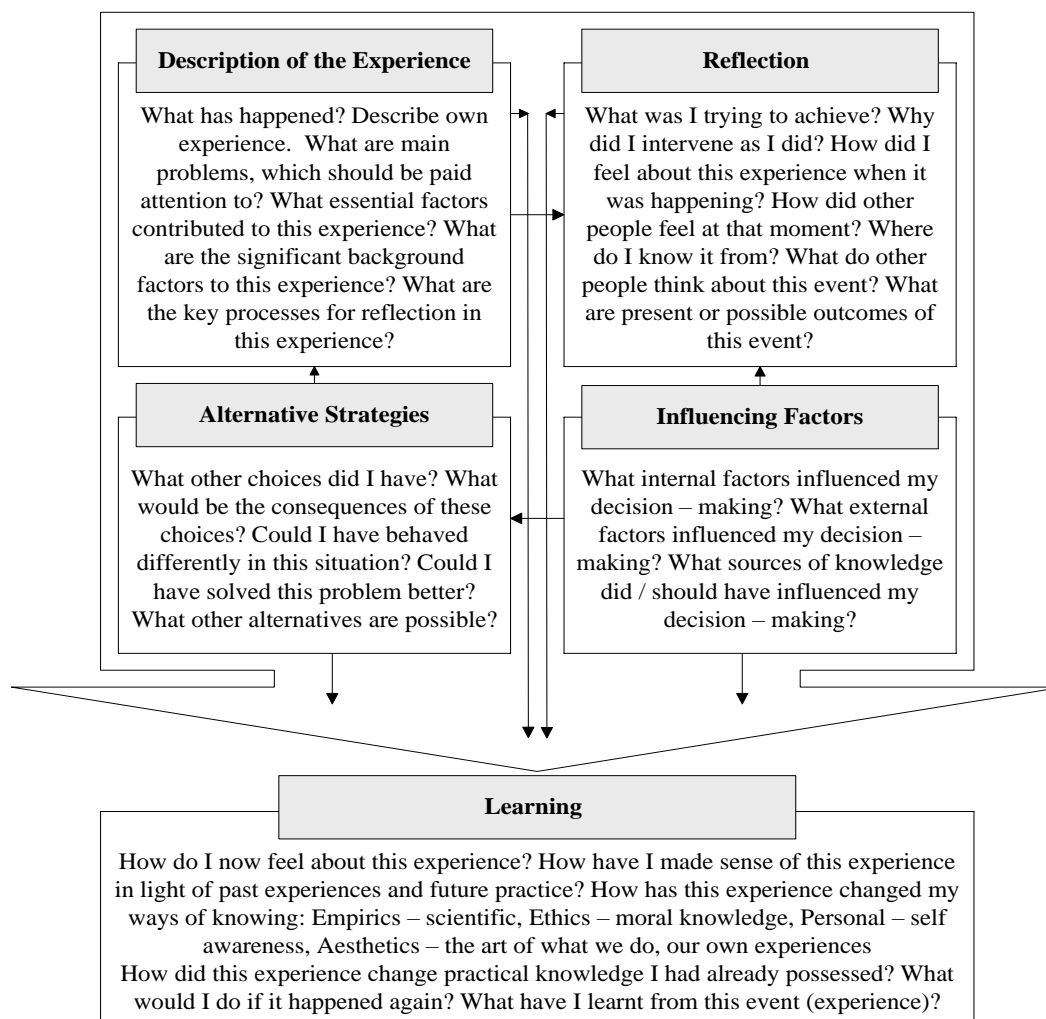 Description of the Experience
What has happened? Describe own
experience.  What are main
problems, which should be paid
attention to? What essential factors
contributed to this experience? What
are the significant background
factors to this experience? What are
the key processes for reflection in
this experience?
Reflection
What was I trying to achieve? Why
did I intervene as I did? How did I
feel about this experience when it
was happening? How did other
people feel at that moment? Where
do I know it from? What do other
people think about this event? What
are present or possible outcomes of
this event?
Alternative Strategies
What other choices did I have? What
would be the consequences of these
choices? Could I have behaved
differently in this situation? Could I
have solved this problem better?
What other alternatives are possible?
Influencing Factors
What internal factors influenced my
decision – making? What external
factors influenced my decision –
making? What sources of knowledge
did / should have influenced my
decision – making?
Learning
How do I now feel about this experience? How have I made sense of this experience
in light of past experiences and future practice? How has this experience changed my
ways of knowing: Empirics – scientific, Ethics – moral knowledge, Personal – self
awareness, Aesthetics – the art of what we do, our own experiences
How did this experience change practical knowledge I had already possessed? What
would I do if it happened again? What have I learnt from this event (experience)?